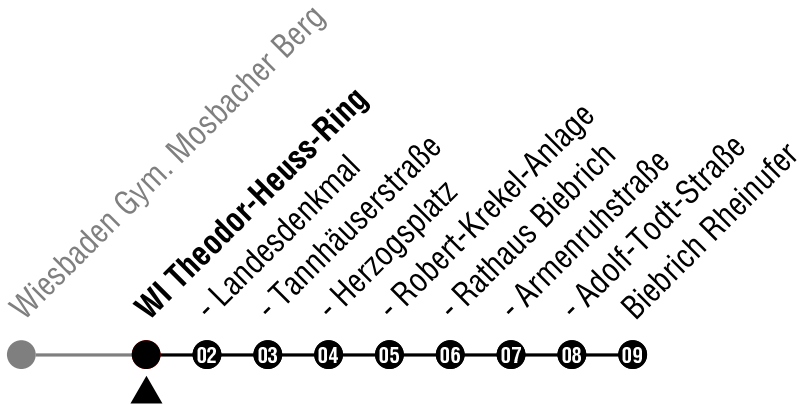 Wiesbaden Gym. Mosbacher Berg
WI Theodor-Heuss-Ring
- Landesdenkmal
- Tannhäuserstraße
- Herzogsplatz
- Robert-Krekel-Anlage
- Rathaus Biebrich
- Armenruhstraße
- Adolf-Todt-Straße
Biebrich Rheinufer
02 03 04 05 06 07 08 09